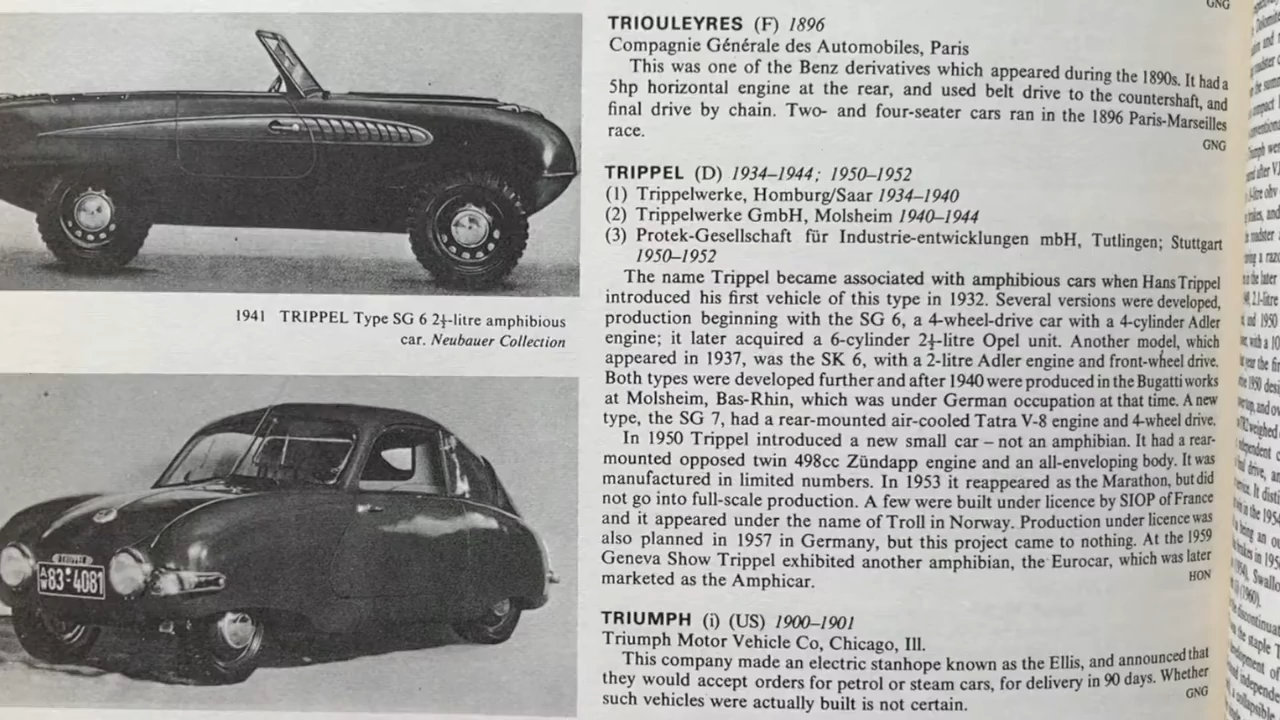 GNG
TRIOULEYRES (F) 1896
Compagnie Générale des Automobiles, Paris
This was one of the Benz derivatives which appeared during the 1890s. It had a
5hp horizontal engine at the rear, and used belt drive to the countershaft, and
final drive by chain. Two- and four-seater cars ran in the 1896 Paris-Marseilles
race.
GNG
TRIPPEL (D) 1934–1944; 1950–1952
(1) Trippelwerke, Homburg/Saar 1934–1940
(2) Trippelwerke GmbH, Molsheim 1940–1944
(3) Protek-Gesellschaft für Industrie-entwicklungen mbH, Tutlingen; Stuttgart
1950–1952
The name Trippel became associated with amphibious cars when Hans Trippel
introduced his first vehicle of this type in 1932. Several versions were developed,
production beginning with the SG 6, a 4-wheel-drive car with a 4-cylinder Adler
engine; it later acquired a 6-cylinder 2½-litre Opel unit. Another model, which
appeared in 1937, was the SK 6, with a 2-litre Adler engine and front-wheel drive.
Both types were developed further and after 1940 were produced in the Bugatti works
at Molsheim, Bas-Rhin, which was under German occupation at that time. A new
type, the SG 7, had a rear-mounted air-cooled Tatra V-8 engine and 4-wheel drive.
In 1950 Trippel introduced a new small car – not an amphibian. It had a rear-
mounted opposed twin 498cc Zündapp engine and an all-enveloping body. It was
manufactured in limited numbers. In 1953 it reappeared as the Marathon, but did
not go into full-scale production. A few were built under licence by SIOP of France
and it appeared under the name of Troll in Norway. Production under licence was
also planned in 1957 in Germany, but this project came to nothing. At the 1959
Geneva Show Trippel exhibited another amphibian, the Eurocar, which was later
marketed as the Amphicar.
HON
TRIUMPH (i) (US) 1900–1901
Triumph Motor Vehicle Co, Chicago, Ill.
This company made an electric stanhope known as the Ellis, and announced that
they would accept orders for petrol or steam cars, for delivery in 90 days. Whether
such vehicles were actually built is not certain.
GNG
1941 TRIPPEL Type SG 6 2½-litre amphibious
car. Neubauer Collection
TRIPPEL
83-4081